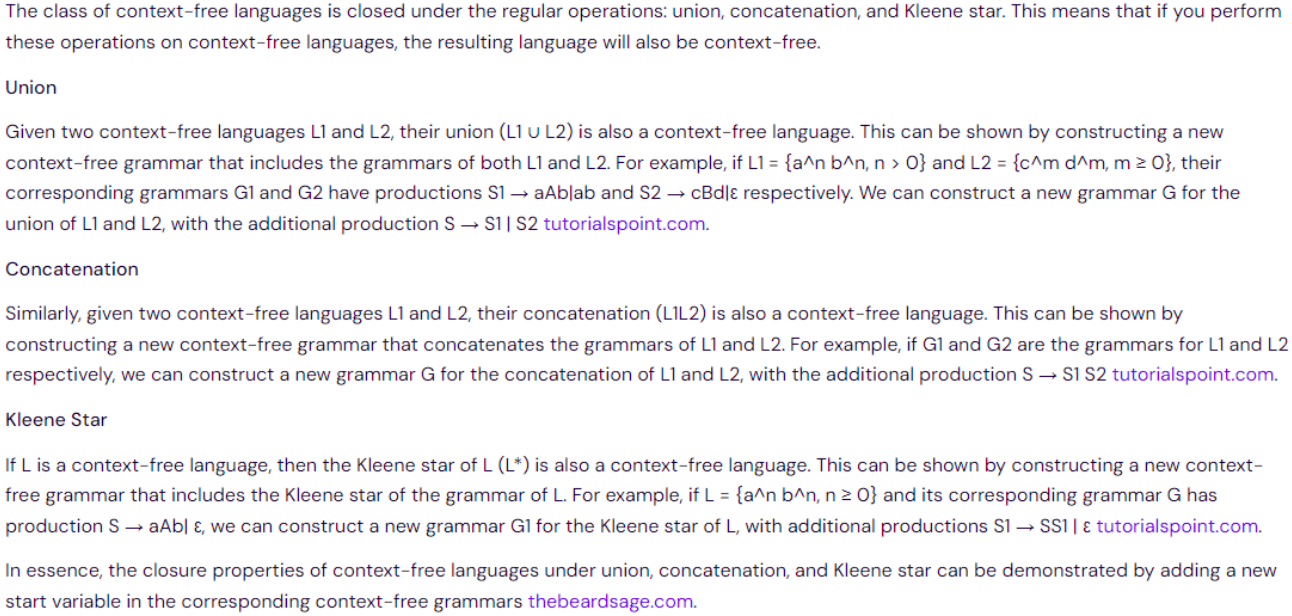 The class of context-free languages is closed under the regular operations: union, concatenation, and Kleene star. This means that if you perform
these operations on context-free languages, the resulting language will also be context-free.
Union
Given two context-free languages L1 and L2, their union (L1 ∪ L2) is also a context-free language. This can be shown by constructing a new
context-free grammar that includes the grammars of both L1 and L2. For example, if L1 = {a^n b^n, n > 0} and L2 = {c^m d^m, m ≥ 0}, their
corresponding grammars G1 and G2 have productions S1 → aAb|ab and S2 → cBd|ε respectively. We can construct a new grammar G for the
union of L1 and L2, with the additional production S → S1 | S2 tutorialspoint.com.
Concatenation
Similarly, given two context-free languages L1 and L2, their concatenation (L1L2) is also a context-free language. This can be shown by
constructing a new context-free grammar that concatenates the grammars of L1 and L2. For example, if G1 and G2 are the grammars for L1 and L2
respectively, we can construct a new grammar G for the concatenation of L1 and L2, with the additional production S → S1 S2 tutorialspoint.com.
Kleene Star
If L is a context-free language, then the Kleene star of L (L*) is also a context-free language. This can be shown by constructing a new context-
free grammar that includes the Kleene star of the grammar of L. For example, if L = {a^n b^n, n ≥ 0} and its corresponding grammar G has
production S → aAb| ε, we can construct a new grammar G1 for the Kleene star of L, with additional productions S1 → SS1 | ε tutorialspoint.com.
In essence, the closure properties of context-free languages under union, concatenation, and Kleene star can be demonstrated by adding a new
start variable in the corresponding context-free grammars thebeardsage.com.